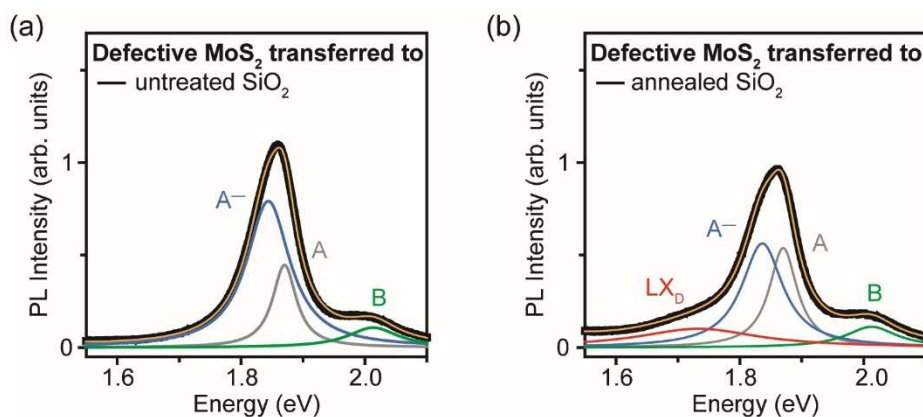 (a)
Defective MoS₂ transferred to
untreated SiO₂
PL Intensity (arb. units)
1
0
A—
A
B
1.6
1.8
2.0
Energy (eV)
(b)
Defective MoS₂ transferred to
annealed SiO₂
PL Intensity (arb. units)
1
0
LX_D
A—
A
B
1.6
1.8
2.0
Energy (eV)